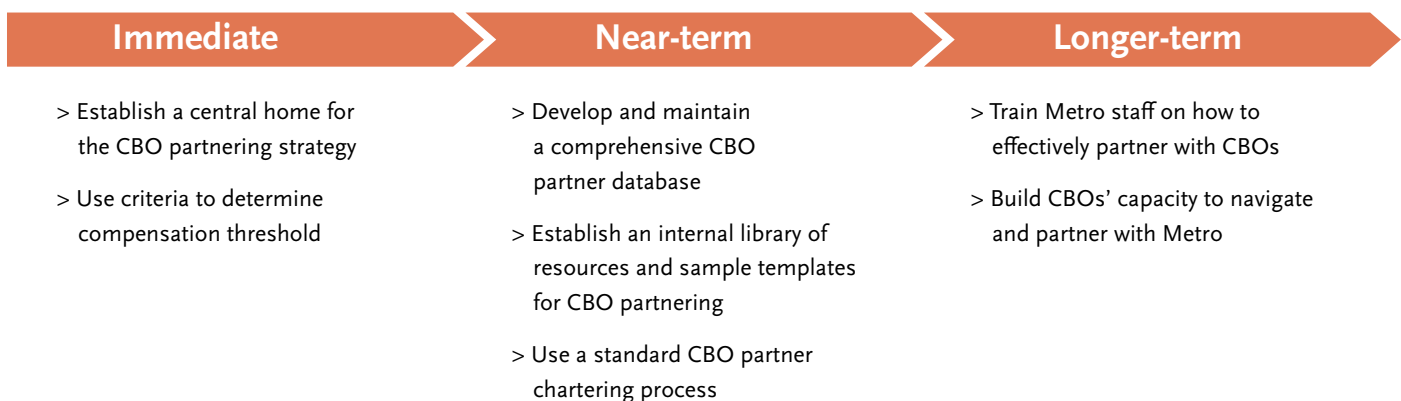 Immediate
Near-term
Longer-term
> Establish a central home for
the CBO partnering strategy
> Use criteria to determine
compensation threshold
> Develop and maintain
a comprehensive CBO
partner database
> Establish an internal library of
resources and sample templates
for CBO partnering
> Use a standard CBO partner
chartering process
> Train Metro staff on how to
effectively partner with CBOs
> Build CBOs’ capacity to navigate
and partner with Metro